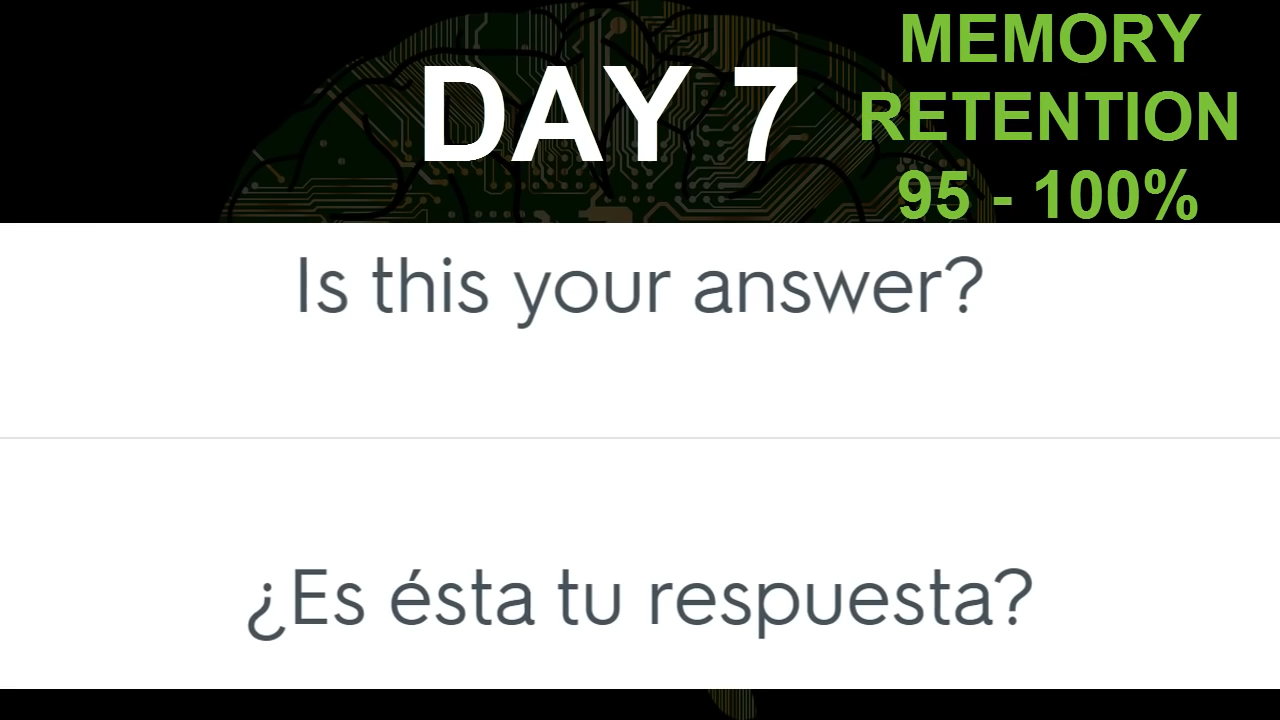 DAY 7
MEMORY
RETENTION
95 - 100%
Is this your answer?
¿Es ésta tu respuesta?